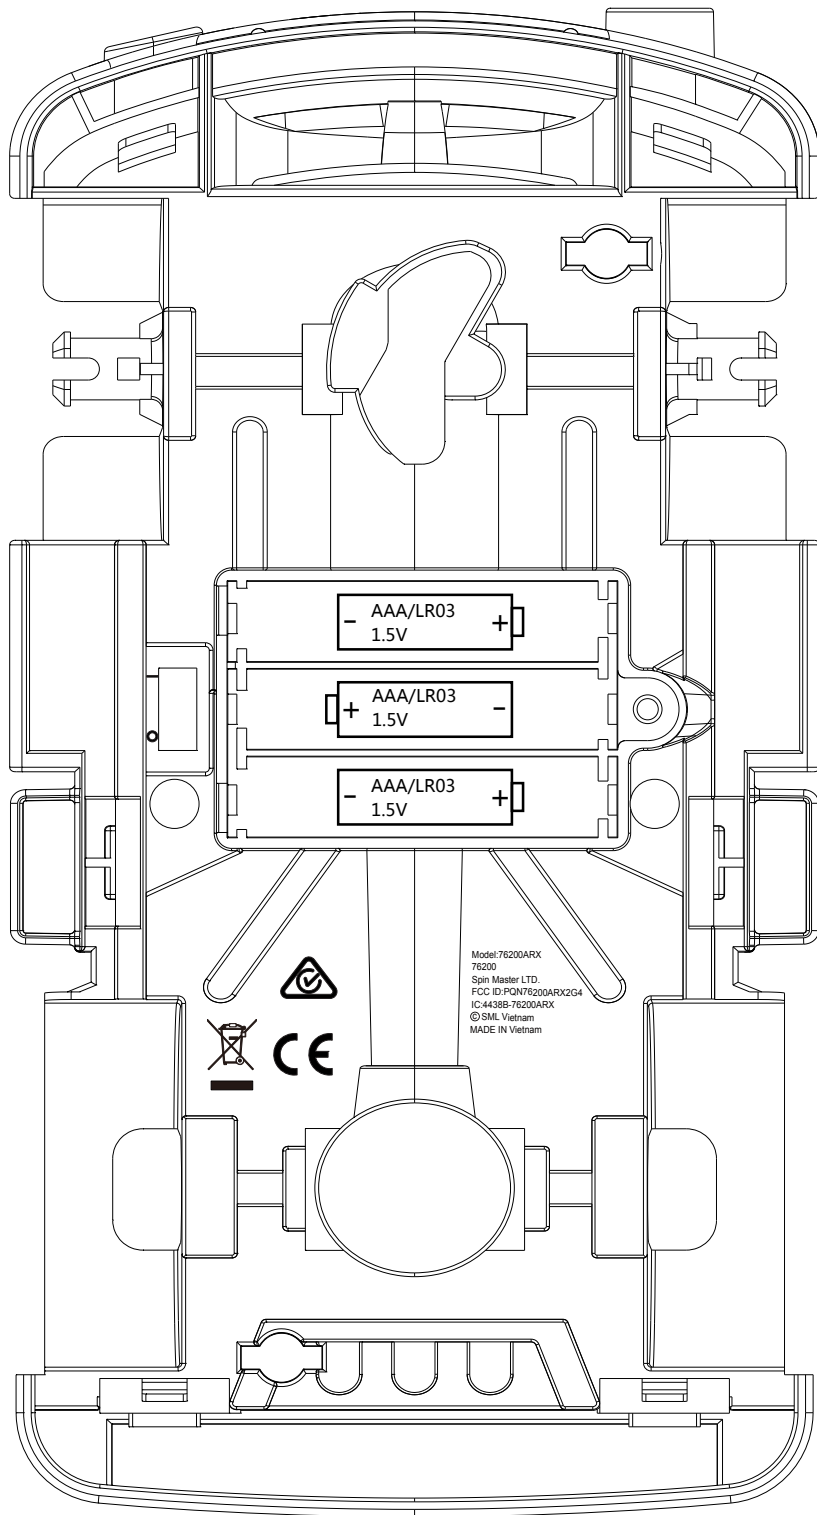 - AAA/LR03 +
1.5V
+ AAA/LR03 -
1.5V
- AAA/LR03 +
1.5V
Model:76200ARX
76200
Spin Master LTD.
FCC ID:PQN76200ARX2G4
IC:4438B-76200ARX
©SML Vietnam
MADE IN Vietnam
CE